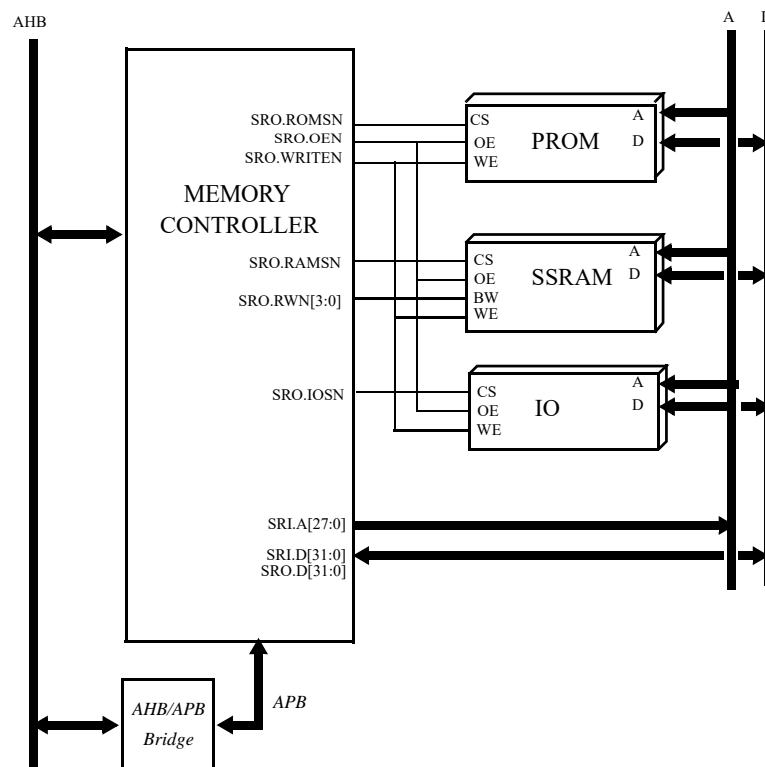 AHB
A
SRO.ROMSN
SRO.OEN
SRO.WRITEN
CS
OE
WE
PROM
A
D
MEMORY
CONTROLLER
SRO.RAMSN
SRO.RWN[3:0]
CS
OE
BW
WE
SSRAM
A
D
SRO.IOSN
CS
OE
WE
IO
A
D
SRI.A[27:0]
SRI.D[31:0]
SRO.D[31:0]
AHB/APB
Bridge
APB